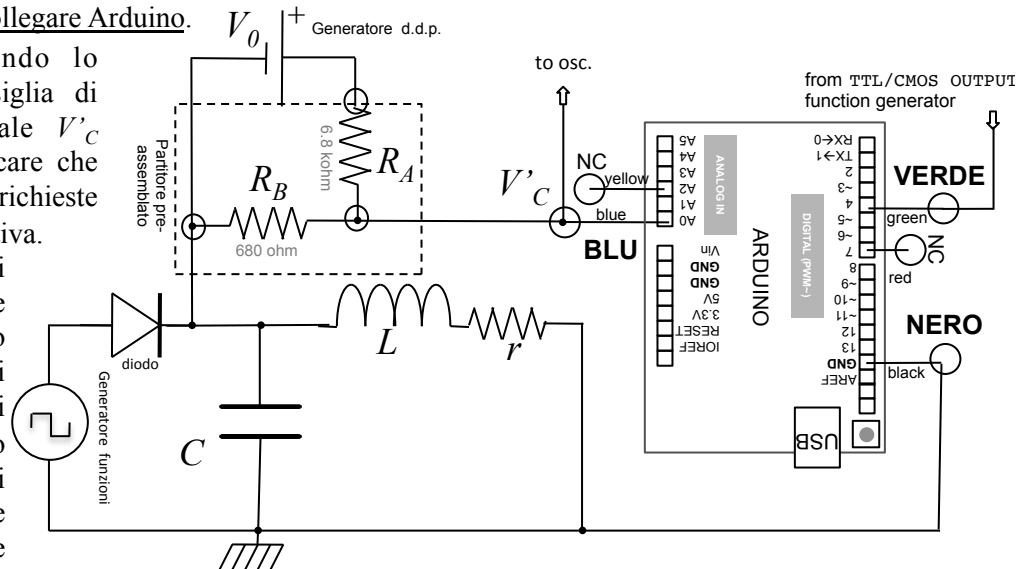 ollegare Arduino.
ndo lo
siglia di
ale V’C
care che
richieste
iva.
i
e
o
i
i
i
o
i
e
e
V0
+
Generatore d.d.p.
Partitore pre-
assemblato
6.8 kohm
RA
RB
680 ohm
to osc.
V’C
NC
yellow
blue
BLU
from TTL/CMOS OUTPUT
function generator
A5
A4
A3
A2
A1
A0
ANALOG IN
Vin
GND
GND
5V
3.3V
RESET
IOREF
ARDUINO
DIGITAL (PWM~)
RX←0
TX→1
2
~3
4
~5
~6
7
8
~9
~10
~11
12
13
GND
AREF
USB
VERDE
green
NC
red
NERO
black
diodo
Generatore funzioni
L
r
C